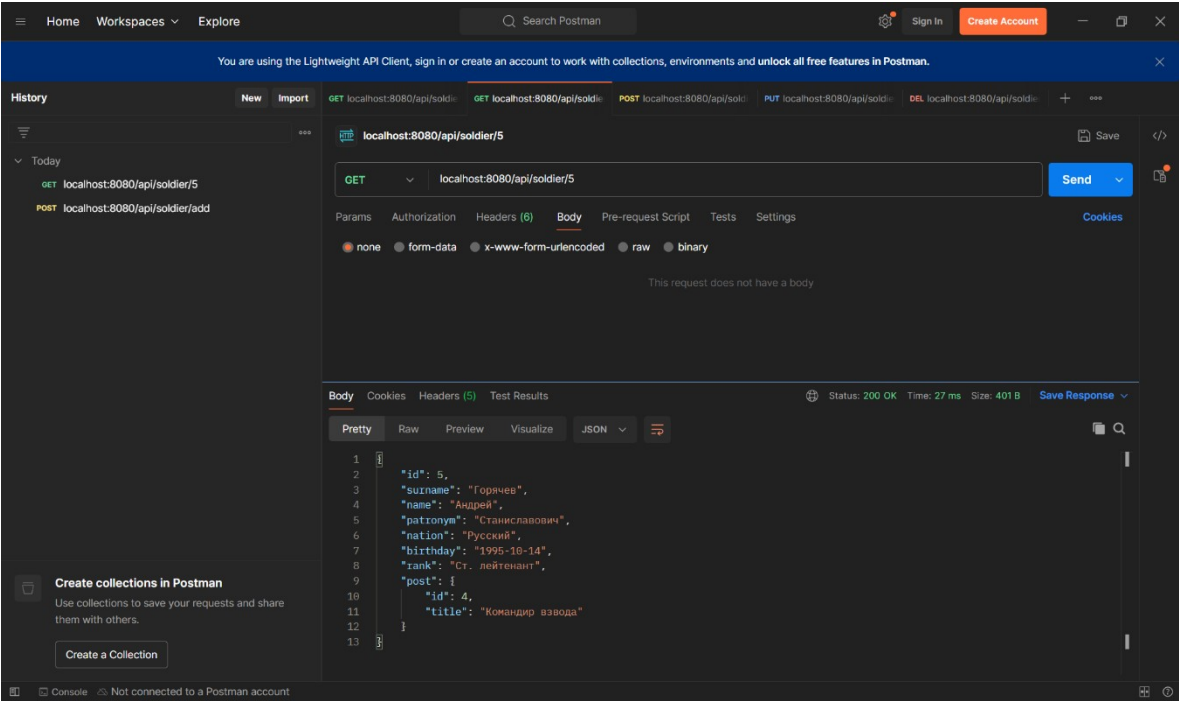 Home Workspaces Explore Search Postman Sign In Create Account
You are using the Lightweight API Client, sign in or create an account to work with collections, environments and unlock all free features in Postman.
History New Import
GET localhost:8080/api/soldie GET localhost:8080/api/soldie POST localhost:8080/api/sold PUT localhost:8080/api/soldie DEL localhost:8080/api/soldie
HTTP localhost:8080/api/soldier/5 Save
Today
GET localhost:8080/api/soldier/5
POST localhost:8080/api/soldier/add
GET localhost:8080/api/soldier/5 Send
Params Authorization Headers (6) Body Pre-request Script Tests Settings Cookies
none form-data x-www-form-urlencoded raw binary
This request does not have a body
Body Cookies Headers (5) Test Results Status: 200 OK Time: 27 ms Size: 401 B Save Response
Pretty Raw Preview Visualize JSON
1 {
2 "id": 5,
3 "surname": "Горячев",
4 "name": "Андрей",
5 "patronym": "Станиславович",
6 "nation": "Русский",
7 "birthday": "1995-10-14",
8 "rank": "Ст. лейтенант",
9 "post": {
10 "id": 4,
11 "title": "Командир взвода"
12 }
13 }
Create collections in Postman
Use collections to save your requests and share
them with others.
Create a Collection
Console Not connected to a Postman account